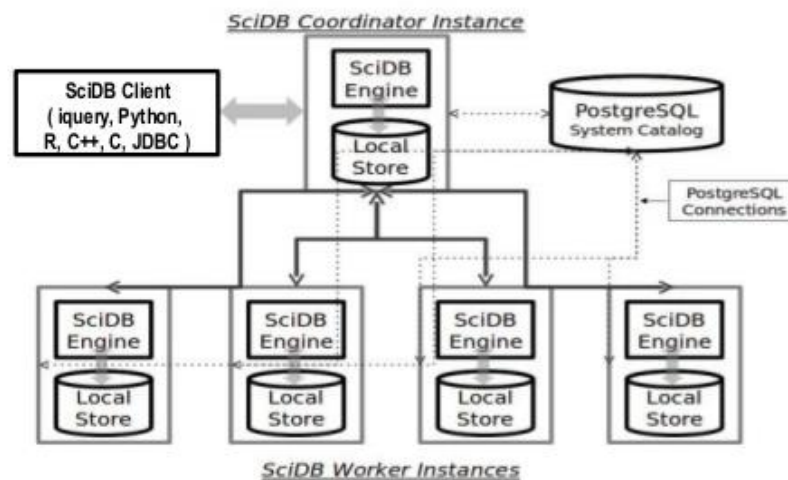 SciDB Coordinator Instance
SciDB Client
( iquery, Python,
R, C++, C, JDBC )
SciDB
Engine
Local
Store
PostgreSQL
System Catalog
PostgreSQL
Connections
SciDB
Engine
Local
Store
SciDB
Engine
Local
Store
SciDB
Engine
Local
Store
SciDB
Engine
Local
Store
SciDB Worker Instances